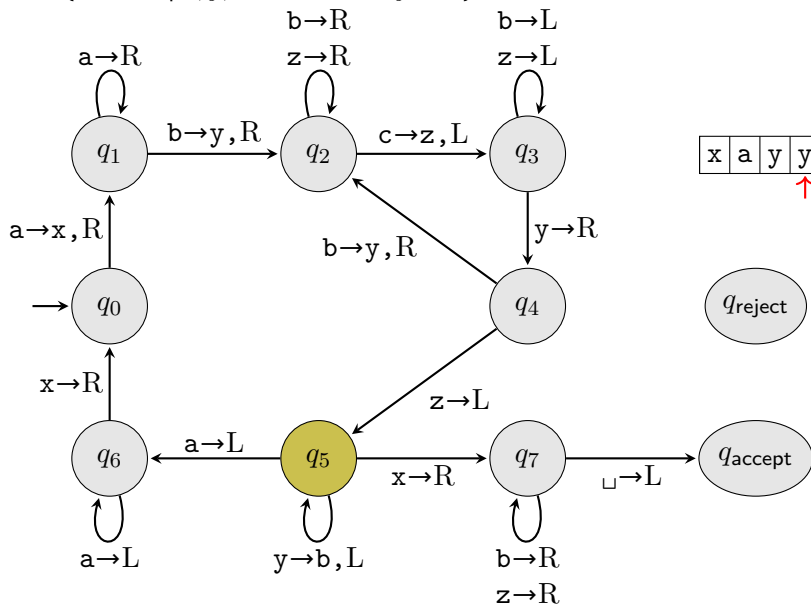 b→R
z→R
b→L
z→L
a→R
q1
b→y,R
q2
c→z,L
q3
x a y y
a→x,R
b→y,R
y→R
q0
q4
qreject
x→R
z→L
q6
a→L
q5
x→R
q7
␣→L
qaccept
a→L
y→b,L
b→R
z→R